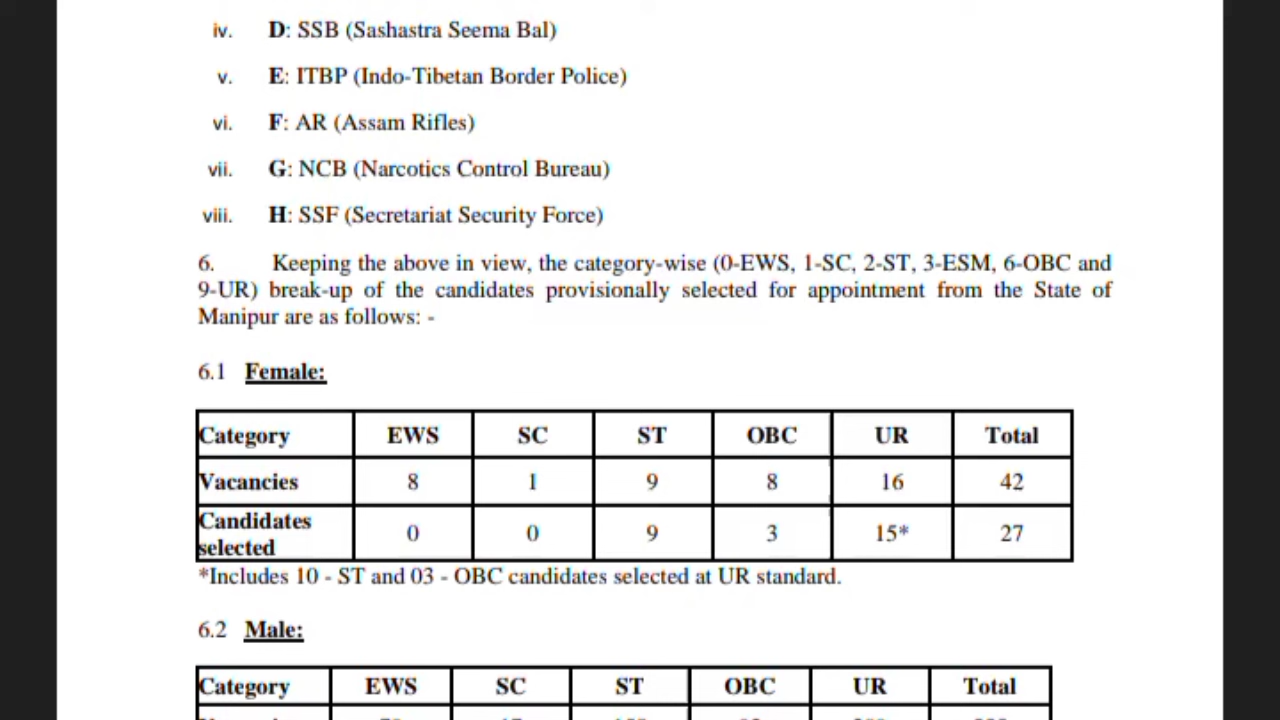 iv. D: SSB (Sashastra Seema Bal)
v. E: ITBP (Indo-Tibetan Border Police)
vi. F: AR (Assam Rifles)
vii. G: NCB (Narcotics Control Bureau)
viii. H: SSF (Secretariat Security Force)
6. Keeping the above in view, the category-wise (0-EWS, 1-SC, 2-ST, 3-ESM, 6-OBC and
9-UR) break-up of the candidates provisionally selected for appointment from the State of
Manipur are as follows: -
6.1 Female:
Category EWS SC ST OBC UR Total
Vacancies 8 1 9 8 16 42
Candidates
selected 0 0 9 3 15* 27
*Includes 10 - ST and 03 - OBC candidates selected at UR standard.
6.2 Male:
Category EWS SC ST OBC UR Total